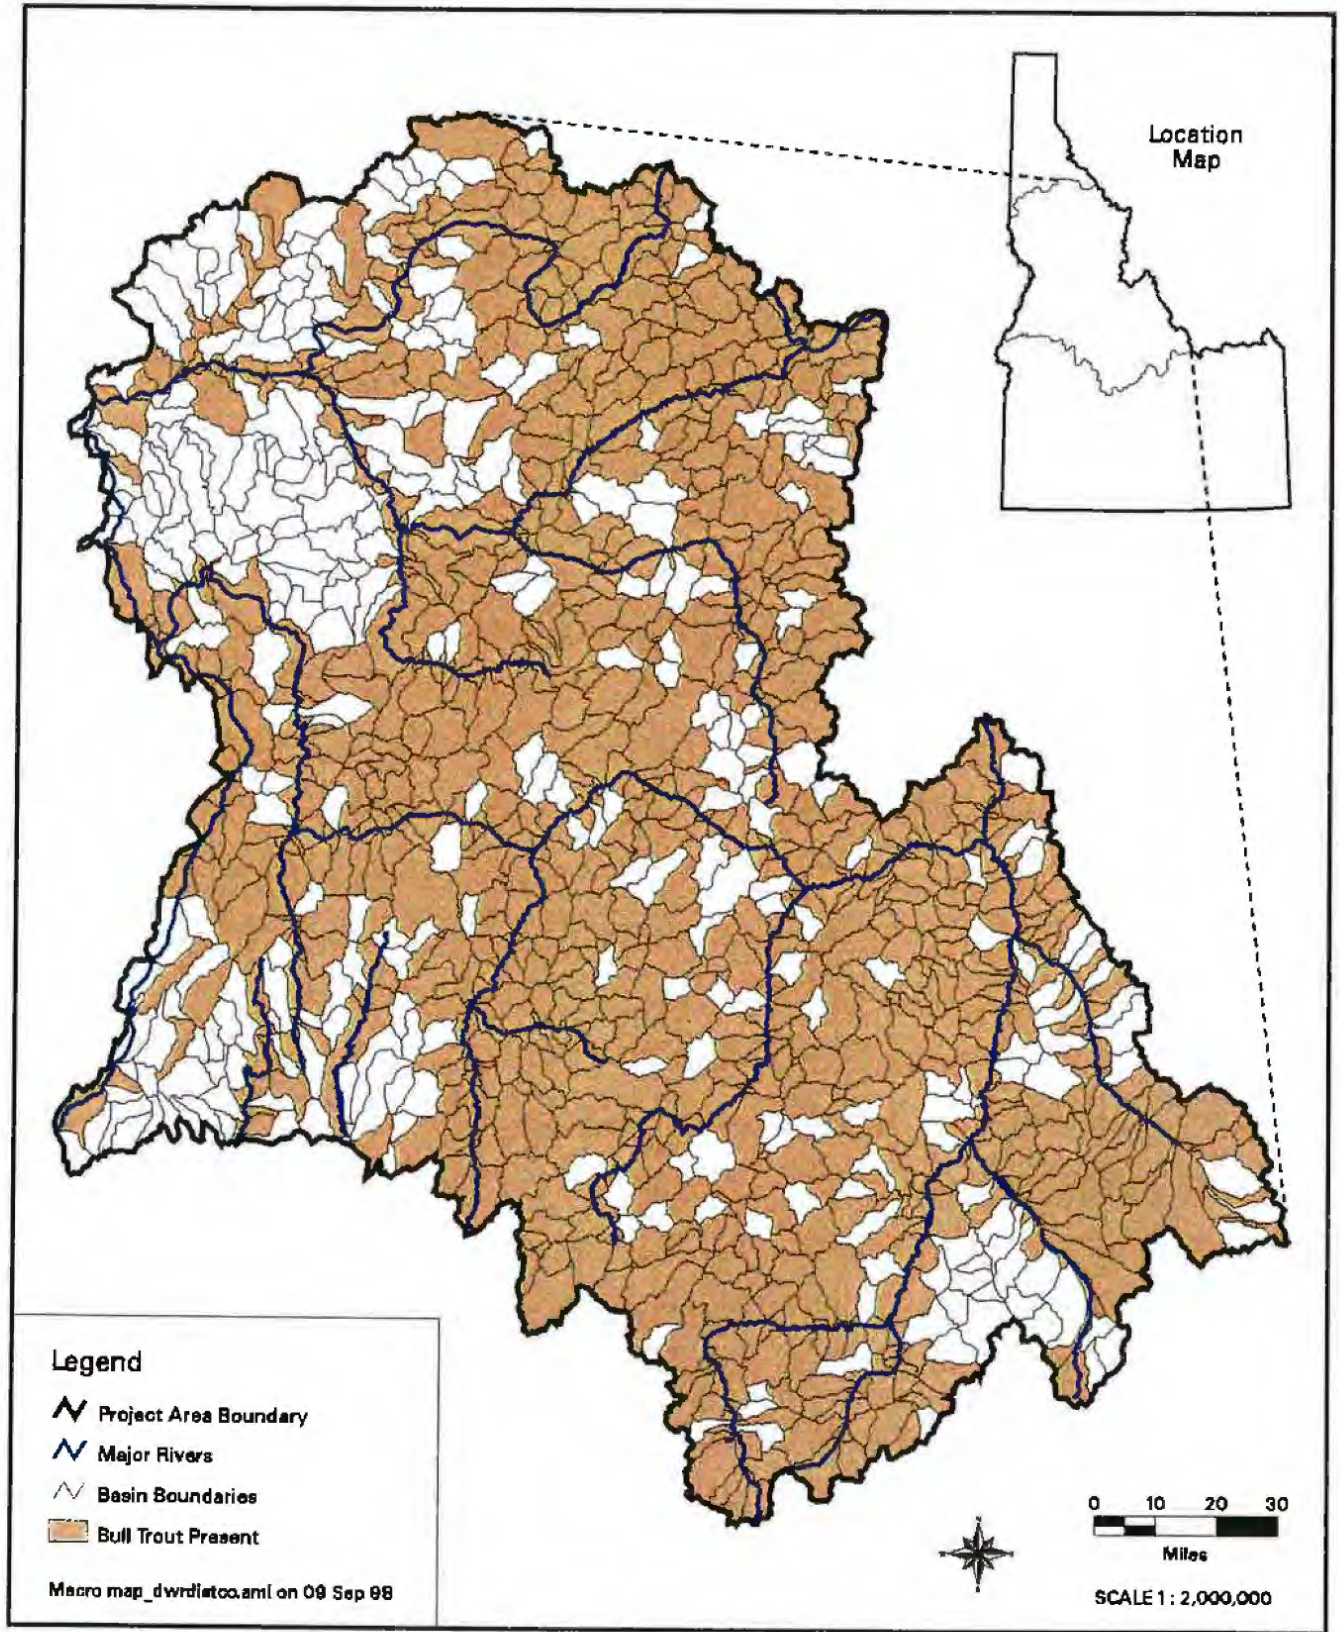 Location
Map
Legend
Project Area Boundary
Major Rivers
Basin Boundaries
Bull Trout Present
Macro map_dwrdistco.aml on 09 Sep 98
0 10 20 30
Miles
SCALE 1 : 2,000,000